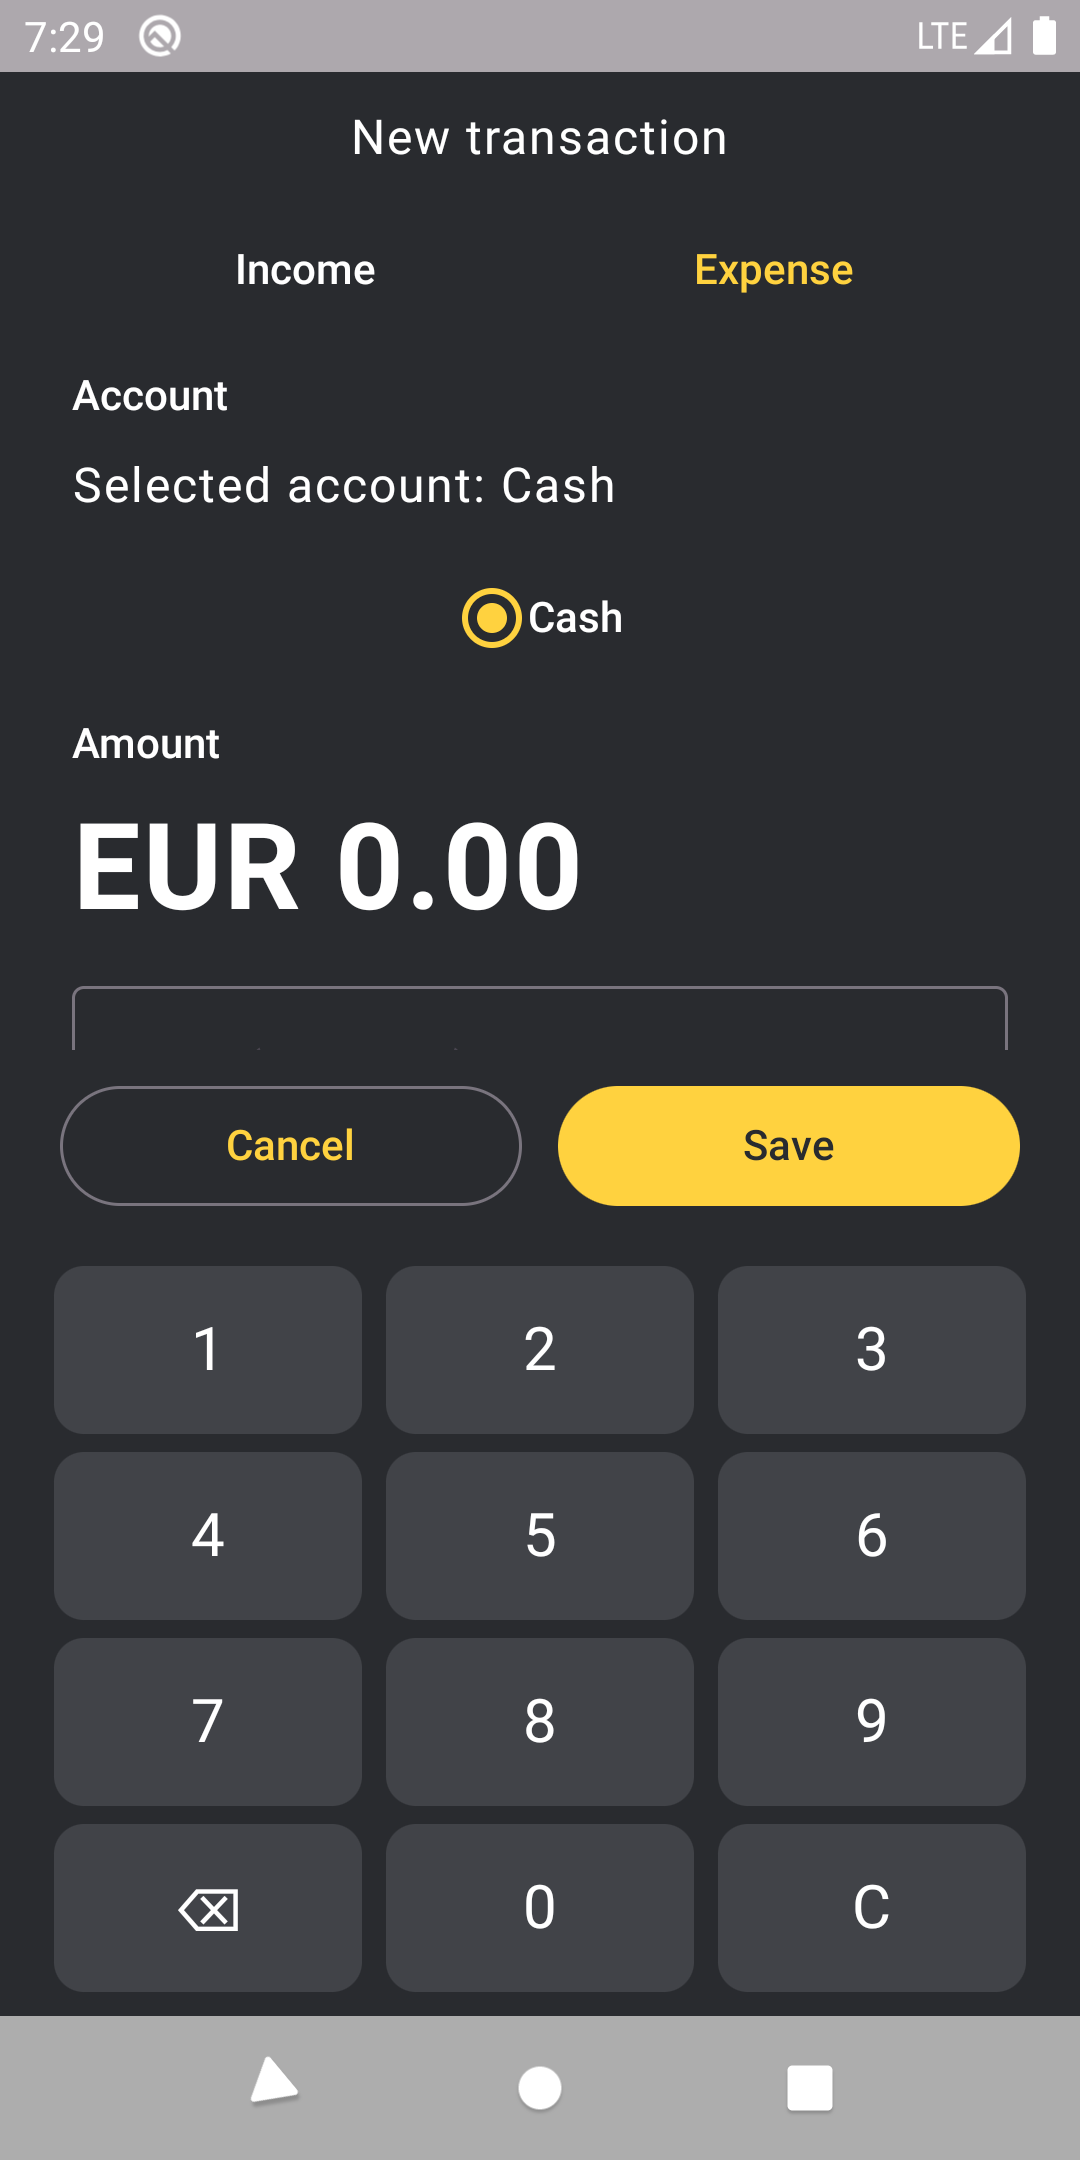 7:29
LTE
New transaction
Income
Expense
Account
Selected account: Cash
Cash
Amount
EUR 0.00
Cancel
Save
1
2
3
4
5
6
7
8
9
0
C